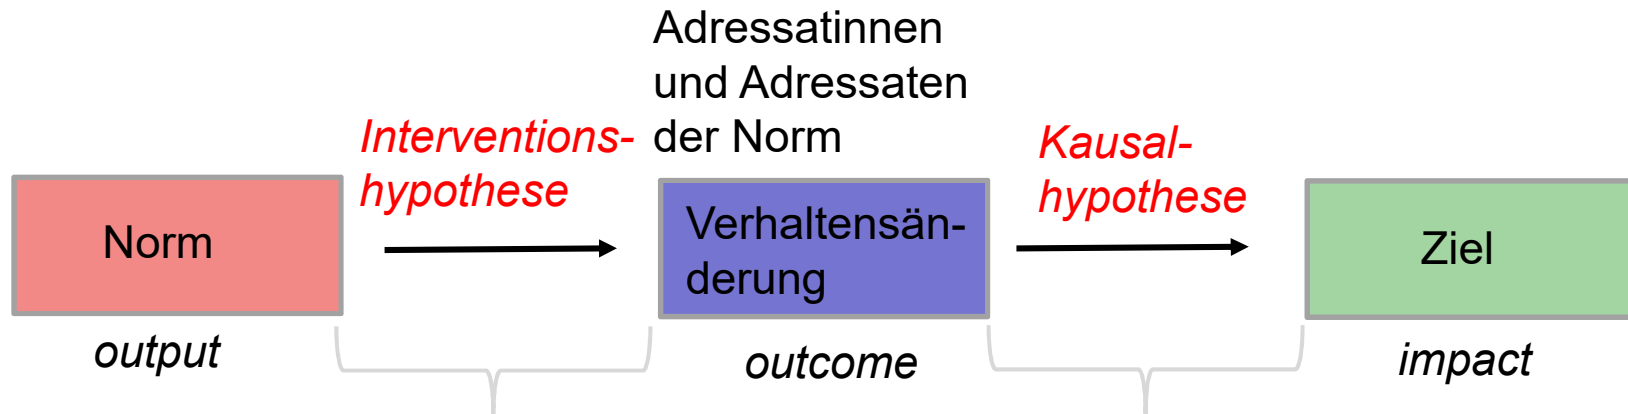 Adressatinnen
und Adressaten
der Norm
Interventions-
hypothese
Kausal-
hypothese
Norm
Verhaltensän-
derung
Ziel
output
outcome
impact